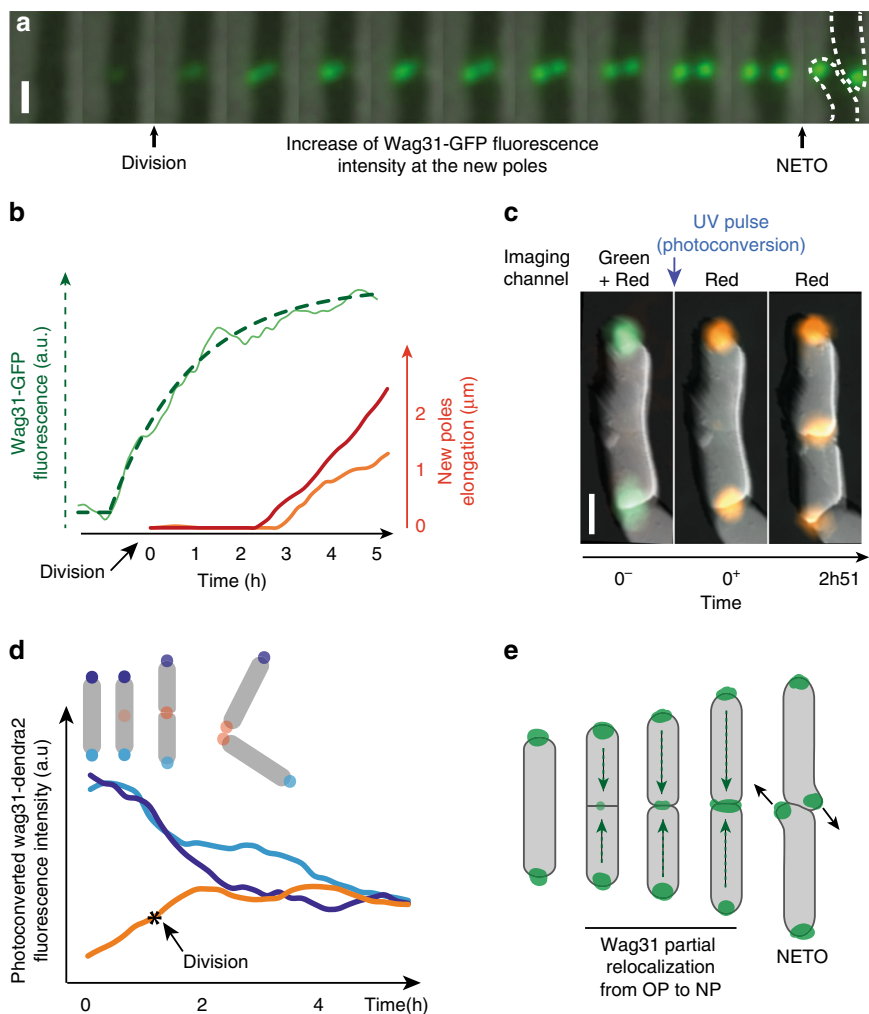 a
Division
Increase of Wag31-GFP fluorescence
intensity at the new poles
NETO
b
Wag31-GFP
fluorescence (a.u.)
New poles
elongation (μm)
2
1
0
0 1 2 3 4 5
Division
Time (h)
c
UV pulse
(photoconversion)
Imaging
channel
Green
+ Red
Red
Red
0⁻ 0⁺ 2h51
Time
d
Photoconverted wag31-dendra2
fluorescence intensity (a.u)
*
Division
0 2 4 Time(h)
e
Wag31 partial
relocalization
from OP to NP
NETO